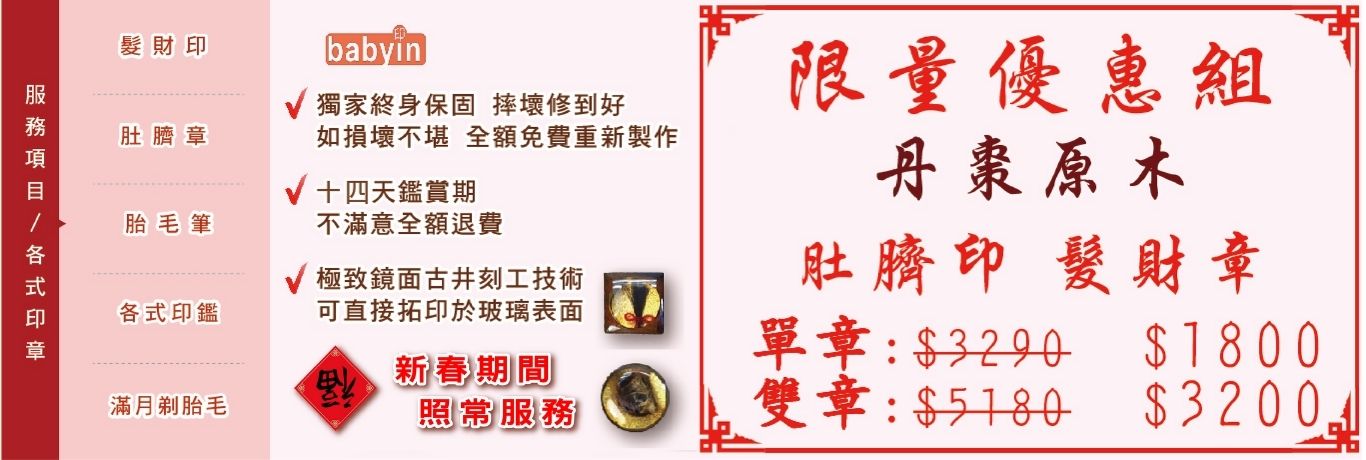 服務項目/各式印章
髮財印
肚臍章
胎毛筆
各式印鑑
滿月剃胎毛
印
babyin
獨家終身保固 摔壞修到好
如損壞不堪 全額免費重新製作
十四天鑑賞期
不滿意全額退費
極致鏡面古井刻工技術
可直接拓印於玻璃表面
福
新春期間
照常服務
限量優惠組
丹棗原木
肚臍印 髮財章
單章:$3290 $1800
雙章:$5180 $3200